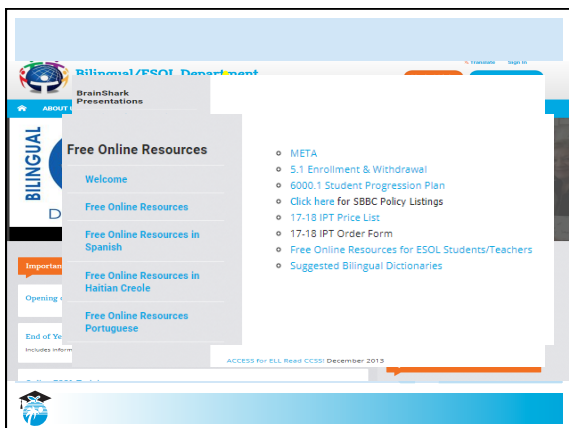 Translate Sign In
Bilingual/ESOL Department
BrainShark
Presentations
ABOUT
BILINGUAL
D
Free Online Resources
Welcome
Free Online Resources
Free Online Resources in
Spanish
Free Online Resources in
Haitian Creole
Free Online Resources
Portuguese
META
5.1 Enrollment & Withdrawal
6000.1 Student Progression Plan
Click here for SBBC Policy Listings
17-18 IPT Price List
17-18 IPT Order Form
Free Online Resources for ESOL Students/Teachers
Suggested Bilingual Dictionaries
Importan
Opening
End of Ye
Includes inform
ACCESS for ELL Read CCSS! December 2013